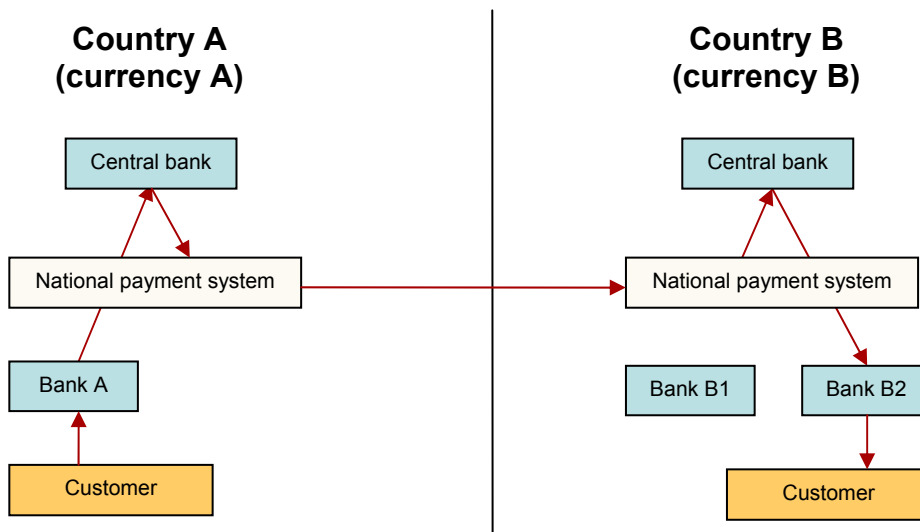 Country A
(currency A)
Country B
(currency B)
Central bank
Central bank
National payment system
National payment system
Bank A
Bank B1
Bank B2
Customer
Customer